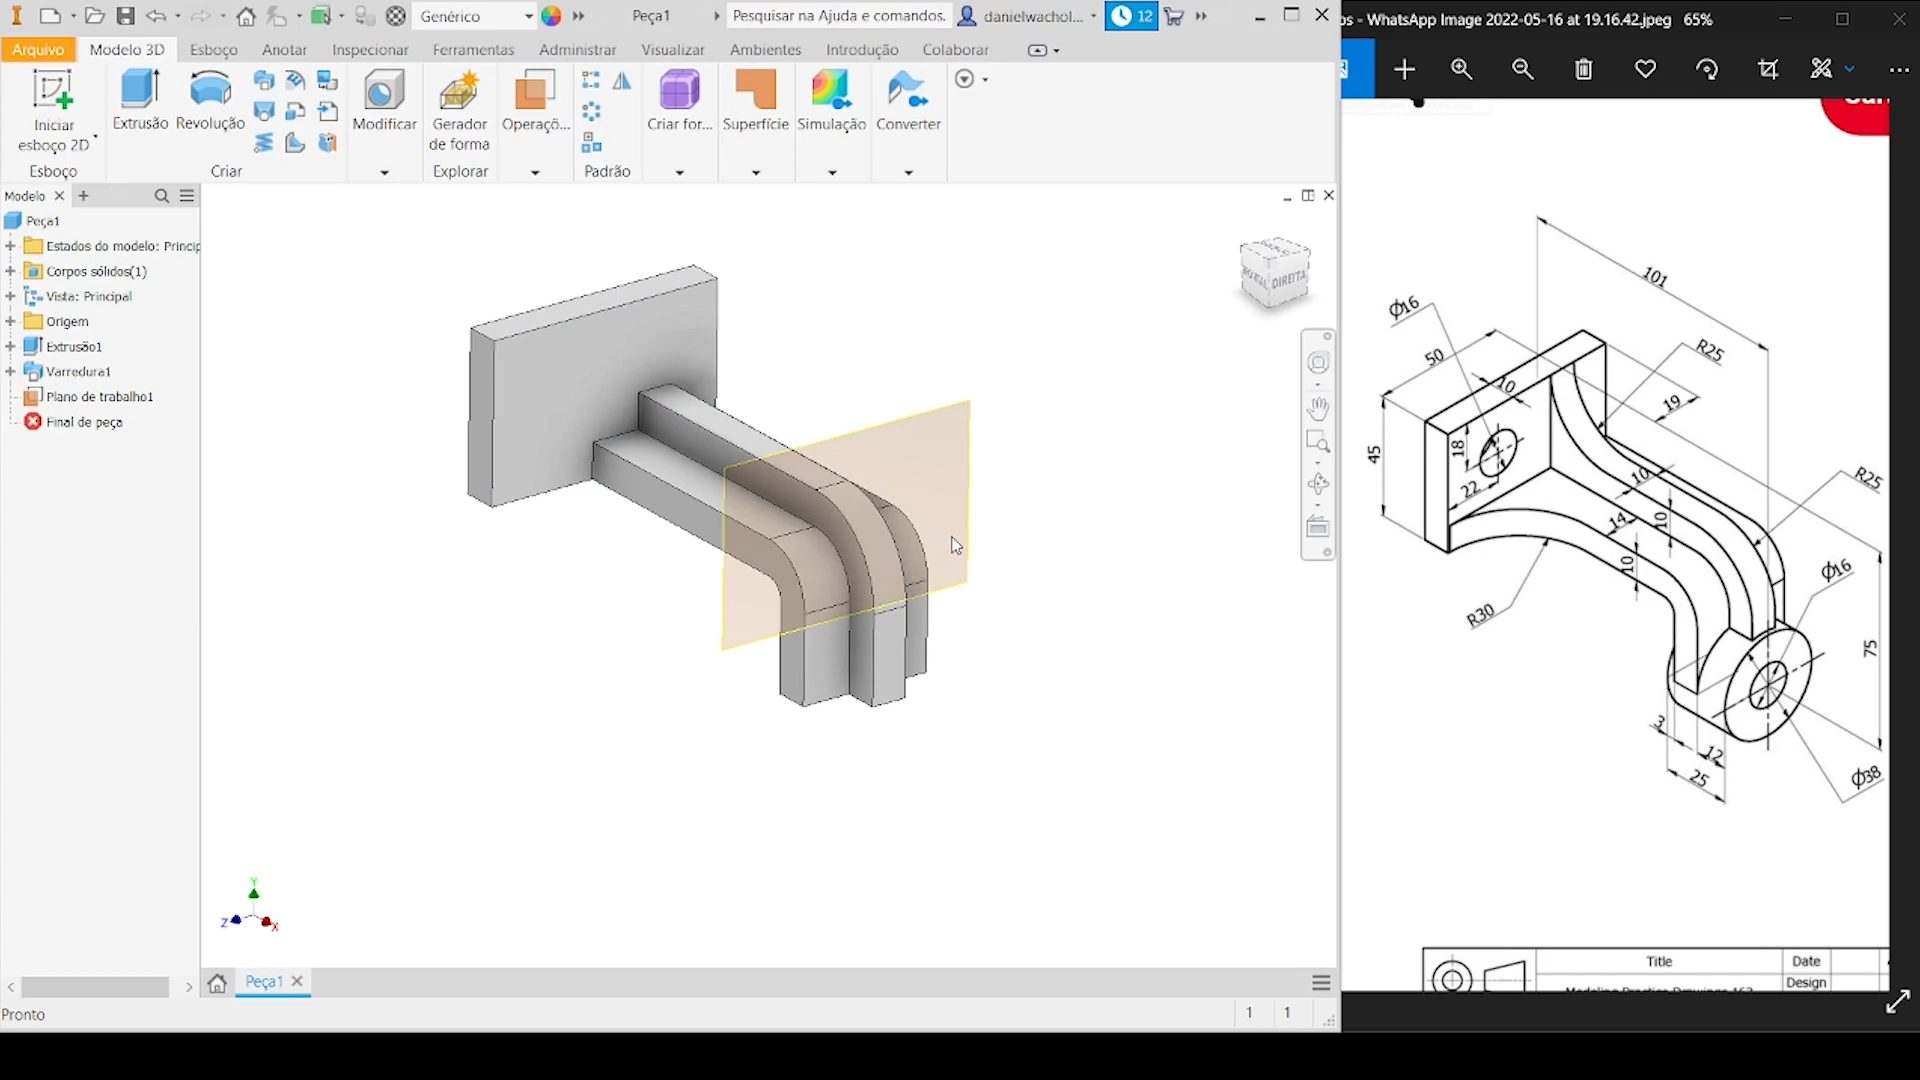 Genérico
Peça1
Pesquisar na Ajuda e comandos.
danielwachol...
12
Arquivo
Modelo 3D
Esboço
Anotar
Inspecionar
Ferramentas
Administrar
Visualizar
Ambientes
Introdução
Colaborar
Iniciar
esboço 2D
Extrusão
Revolução
Modificar
Gerador
de forma
Operaçõ...
Criar for...
Superfície
Simulação
Converter
Esboço
Criar
Explorar
Padrão
Modelo
Peça1
Estados do modelo: Princip
Corpos sólidos(1)
Vista: Principal
Origem
Extrusão1
Varredura1
Plano de trabalho1
Final de peça
DIREITA
Y
Z
X
Peça1
Pronto
1
1
os - WhatsApp Image 2022-05-16 at 19.16.42.jpeg 65%
101
Ø16
R25
50
10
19
45
18
22
10
R25
14
10
10
Ø16
R30
75
3
12
25
Ø38
Title
Date
Design
Modeling Practice Drawings-163